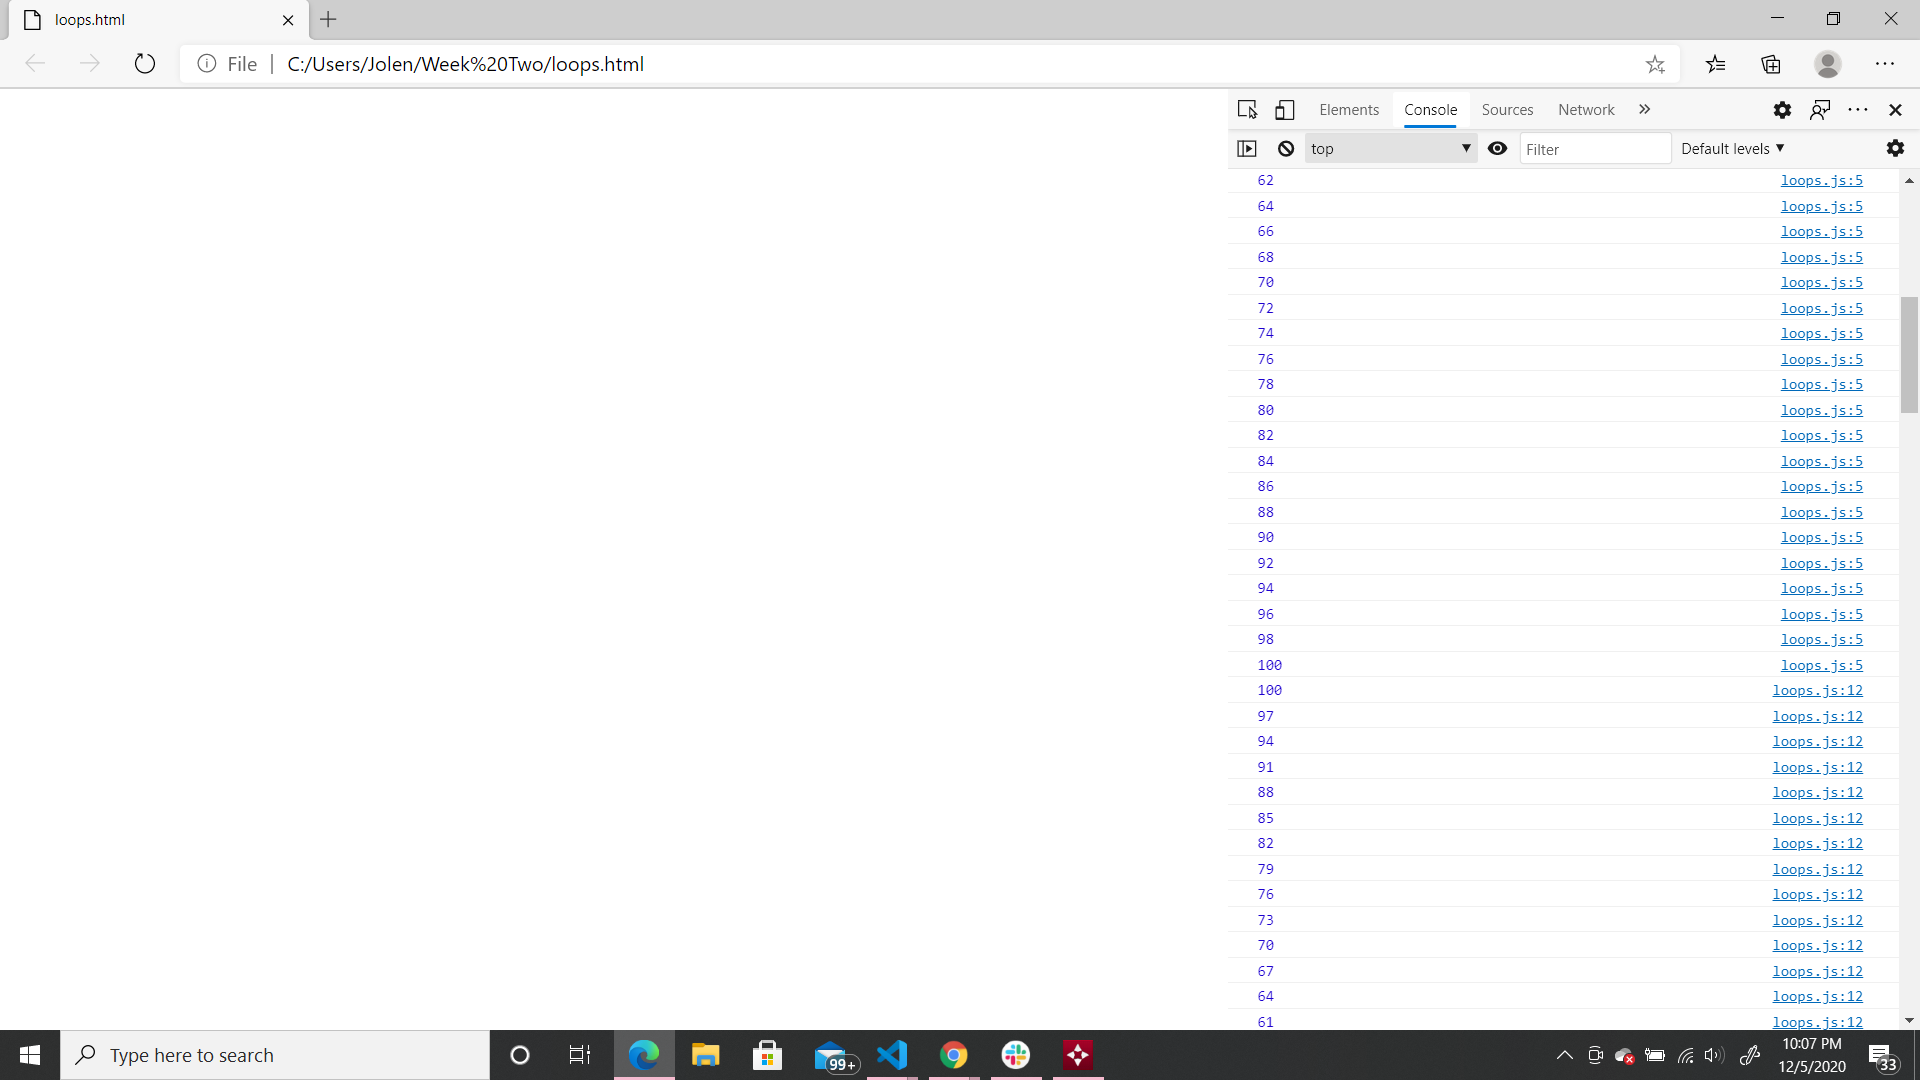 loops.html
File | C:/Users/Jolen/Week%20Two/loops.html
Elements Console Sources Network
top Filter Default levels
62 loops.js:5
64 loops.js:5
66 loops.js:5
68 loops.js:5
70 loops.js:5
72 loops.js:5
74 loops.js:5
76 loops.js:5
78 loops.js:5
80 loops.js:5
82 loops.js:5
84 loops.js:5
86 loops.js:5
88 loops.js:5
90 loops.js:5
92 loops.js:5
94 loops.js:5
96 loops.js:5
98 loops.js:5
100 loops.js:5
100 loops.js:12
97 loops.js:12
94 loops.js:12
91 loops.js:12
88 loops.js:12
85 loops.js:12
82 loops.js:12
79 loops.js:12
76 loops.js:12
73 loops.js:12
70 loops.js:12
67 loops.js:12
64 loops.js:12
61 loops.js:12
Type here to search
99+
10:07 PM
12/5/2020
33